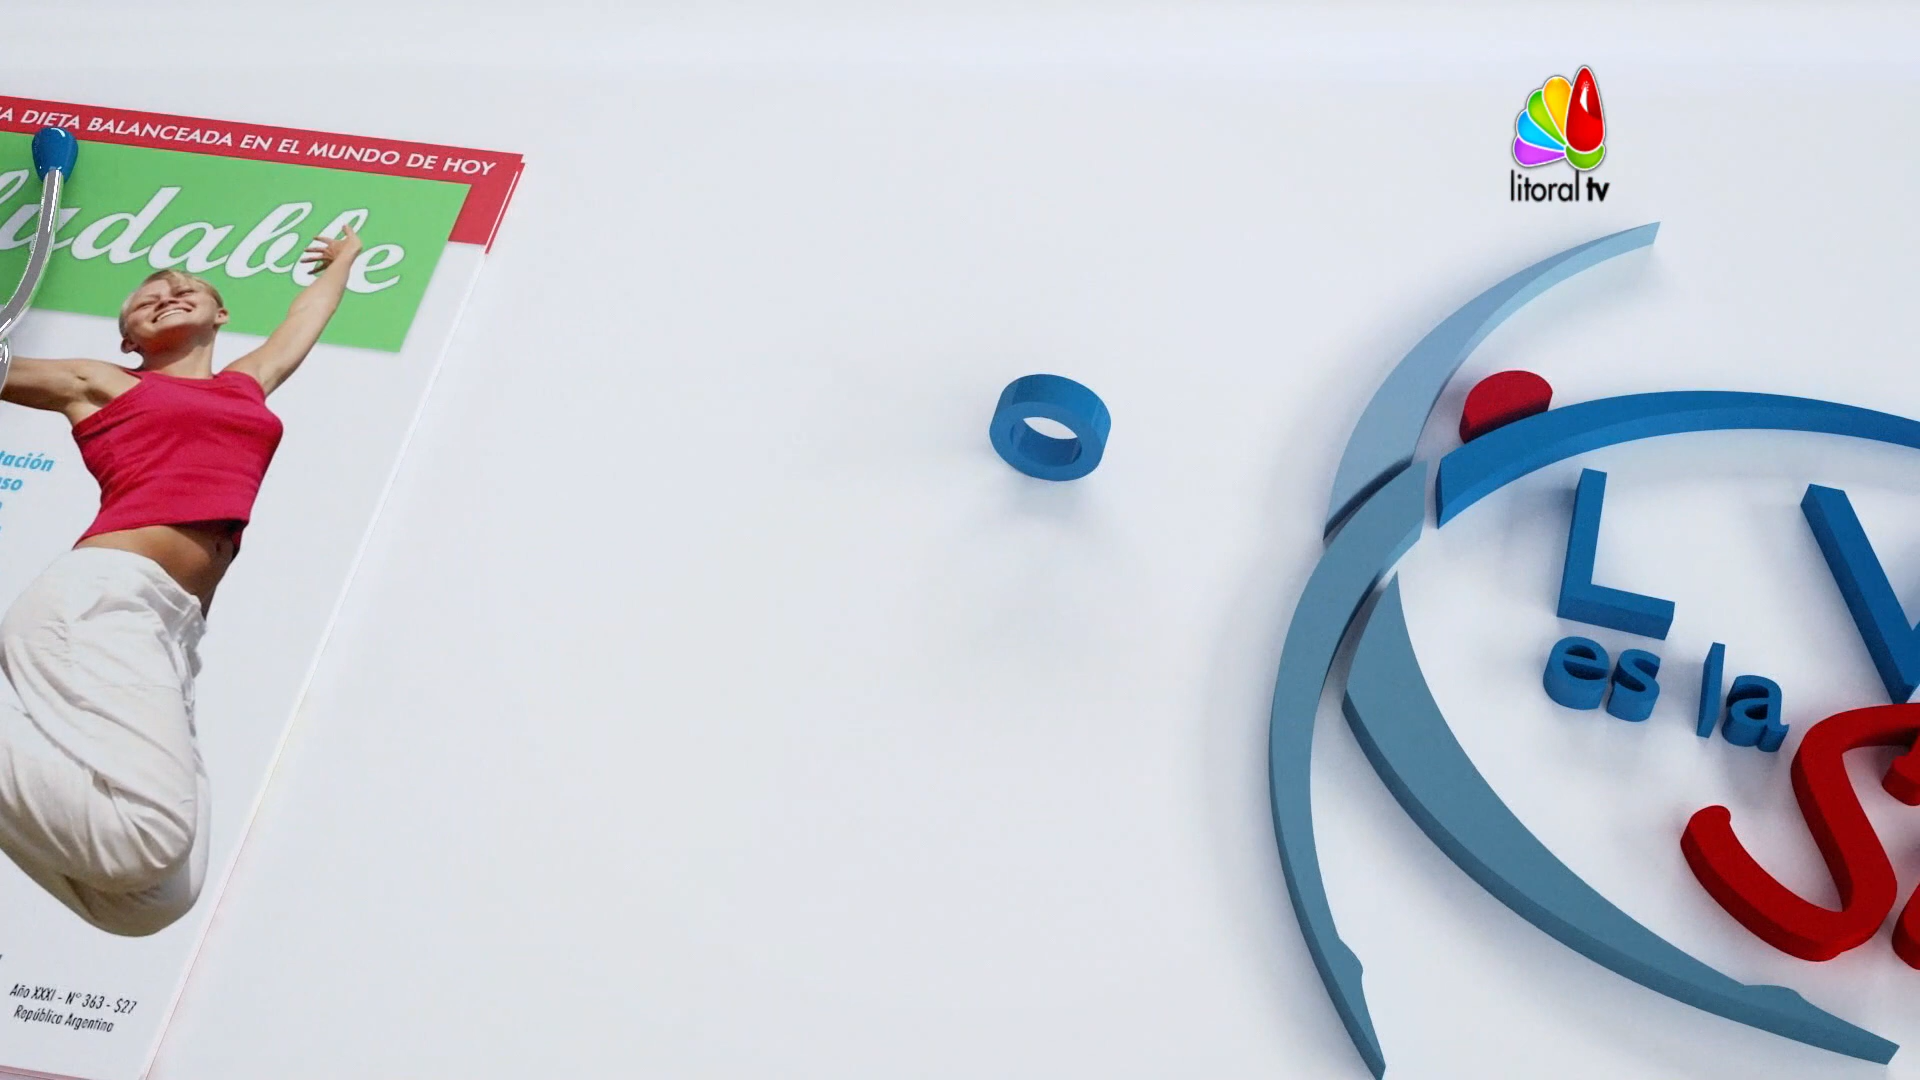 A DIETA BALANCEADA EN EL MUNDO DE HOY
ludable
tación
Año XXXI - N° 363 - $27
República Argentina
litoral tv
L V
es la
S